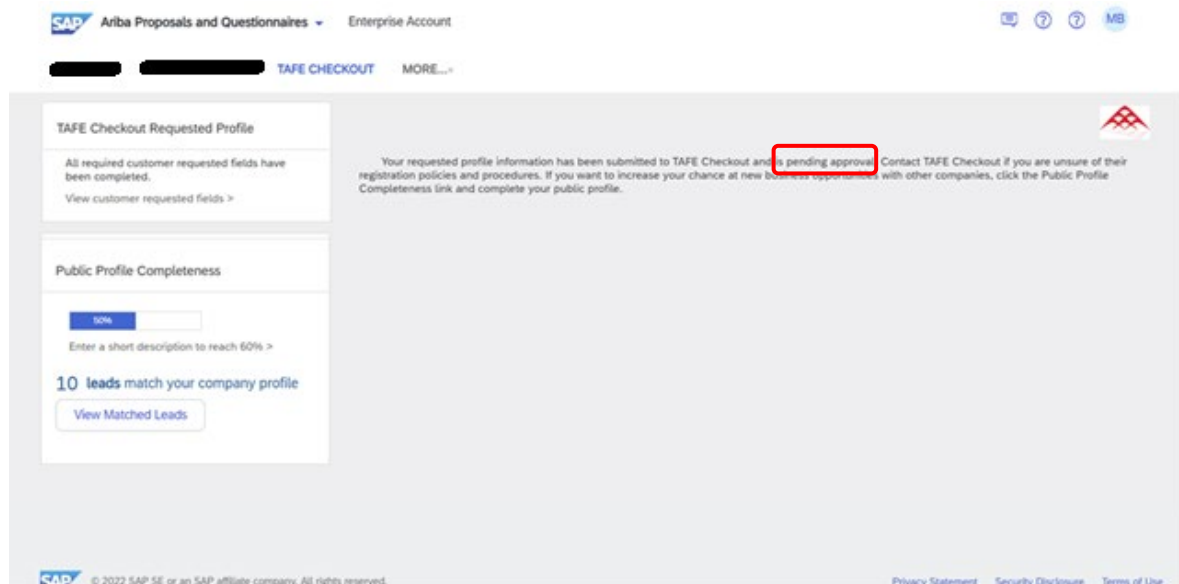 SAP Ariba Proposals and Questionnaires Enterprise Account MB
TAFE CHECKOUT MORE...
TAFE Checkout Requested Profile
All required customer requested fields have
been completed.
View customer requested fields >
Your requested profile information has been submitted to TAFE Checkout and is pending approval. Contact TAFE Checkout if you are unsure of their
registration policies and procedures. If you want to increase your chance at new business opportunities with other companies, click the Public Profile
Completeness link and complete your public profile.
Public Profile Completeness
50%
Enter a short description to reach 60% >
10 leads match your company profile
View Matched Leads
SAP © 2022 SAP SE or an SAP affiliate company. All rights reserved. Privacy Statement Security Disclosure Terms of Use